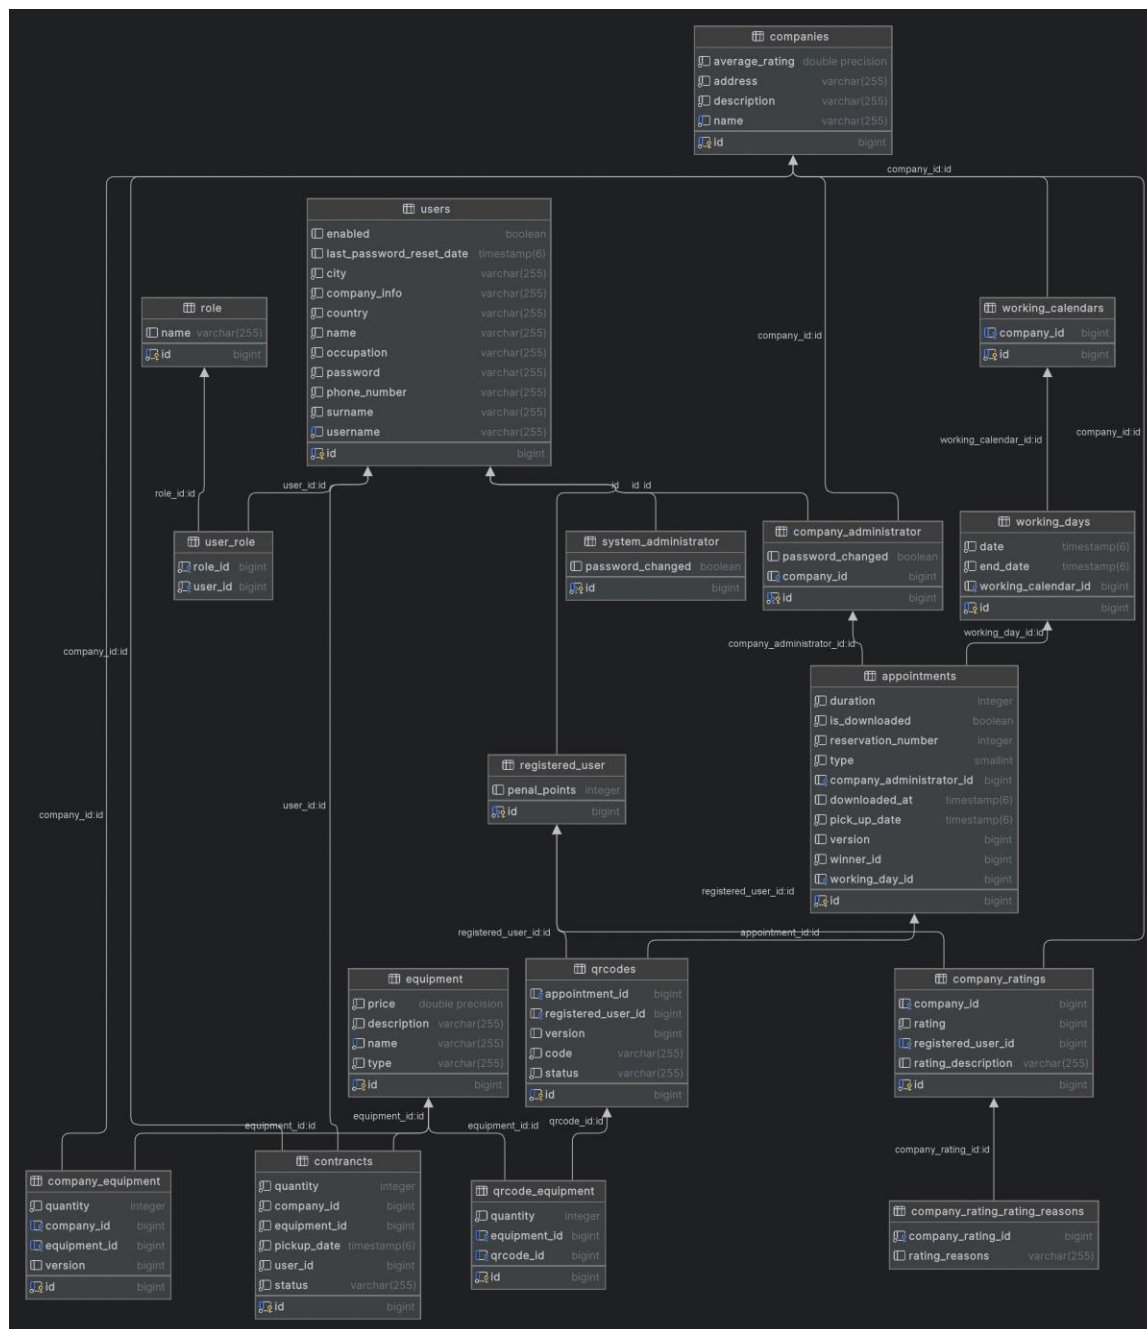 companies
average_rating double precision
address varchar(255)
description varchar(255)
name varchar(255)
id bigint
company_id:id
users
enabled boolean
last_password_reset_date timestamp(6)
city varchar(255)
company_info varchar(255)
country varchar(255)
name varchar(255)
occupation varchar(255)
password varchar(255)
phone_number varchar(255)
surname varchar(255)
username varchar(255)
id bigint
role
name varchar(255)
id bigint
working_calendars
company_id bigint
id bigint
company_id:id
working_calendar_id:id
company_id:id
role_id:id
user_id:id
id id id
user_role
role_id bigint
user_id bigint
system_administrator
password_changed boolean
id bigint
company_administrator
password_changed boolean
company_id bigint
id bigint
working_days
date timestamp(6)
end_date timestamp(6)
working_calendar_id bigint
id bigint
company_id:id
company_administrator_id:id
working_day_id:id
appointments
duration integer
is_downloaded boolean
reservation_number integer
type smallint
company_administrator_id bigint
downloaded_at timestamp(6)
pick_up_date timestamp(6)
version bigint
winner_id bigint
working_day_id bigint
id bigint
registered_user
penal_points integer
id bigint
company_id:id
user_id:id
registered_user_id:id
registered_user_id:id
appointment_id:id
equipment
price double precision
description varchar(255)
name varchar(255)
type varchar(255)
id bigint
qrcodes
appointment_id bigint
registered_user_id bigint
version bigint
code varchar(255)
status varchar(255)
id bigint
company_ratings
company_id bigint
rating bigint
registered_user_id bigint
rating_description varchar(255)
id bigint
equipment_id:id
equipment_id:id
equipment_id:id
qrcode_id:id
company_rating_id:id
company_equipment
quantity integer
company_id bigint
equipment_id bigint
version bigint
id bigint
contrancts
quantity integer
company_id bigint
equipment_id bigint
pickup_date timestamp(6)
user_id bigint
status varchar(255)
id bigint
qrcode_equipment
quantity integer
equipment_id bigint
qrcode_id bigint
id bigint
company_rating_rating_reasons
company_rating_id bigint
rating_reasons varchar(255)